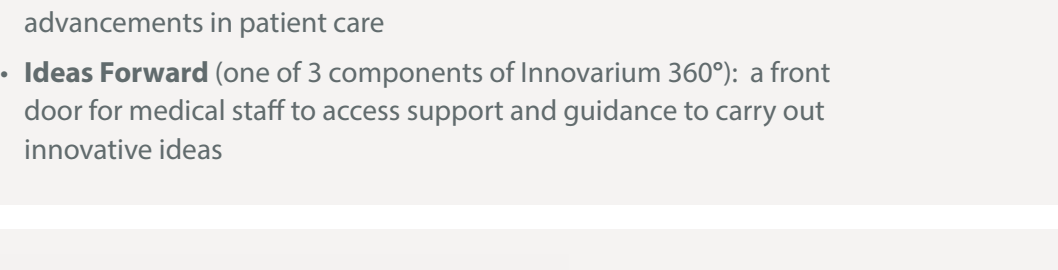 advancements in patient care
• Ideas Forward (one of 3 components of Innovarium 360°):  a front
door for medical staff to access support and guidance to carry out
innovative ideas